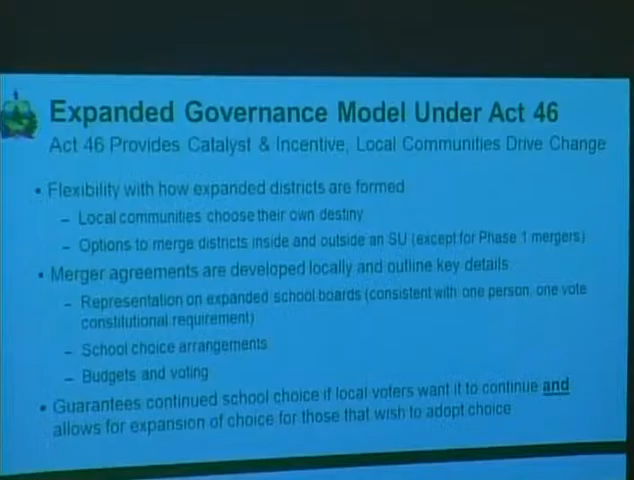 Expanded Governance Model Under Act 46
Act 46 Provides Catalyst & Incentive, Local Communities Drive Change
• Flexibility with how expanded districts are formed
– Local communities choose their own destiny
– Options to merge districts inside and outside an SU (except for Phase 1 mergers)
• Merger agreements are developed locally and outline key details
– Representation on expanded school boards (consistent with one person, one vote
constitutional requirement)
– School choice arrangements
– Budgets and voting
• Guarantees continued school choice if local voters want it to continue and
allows for expansion of choice for those that wish to adopt choice